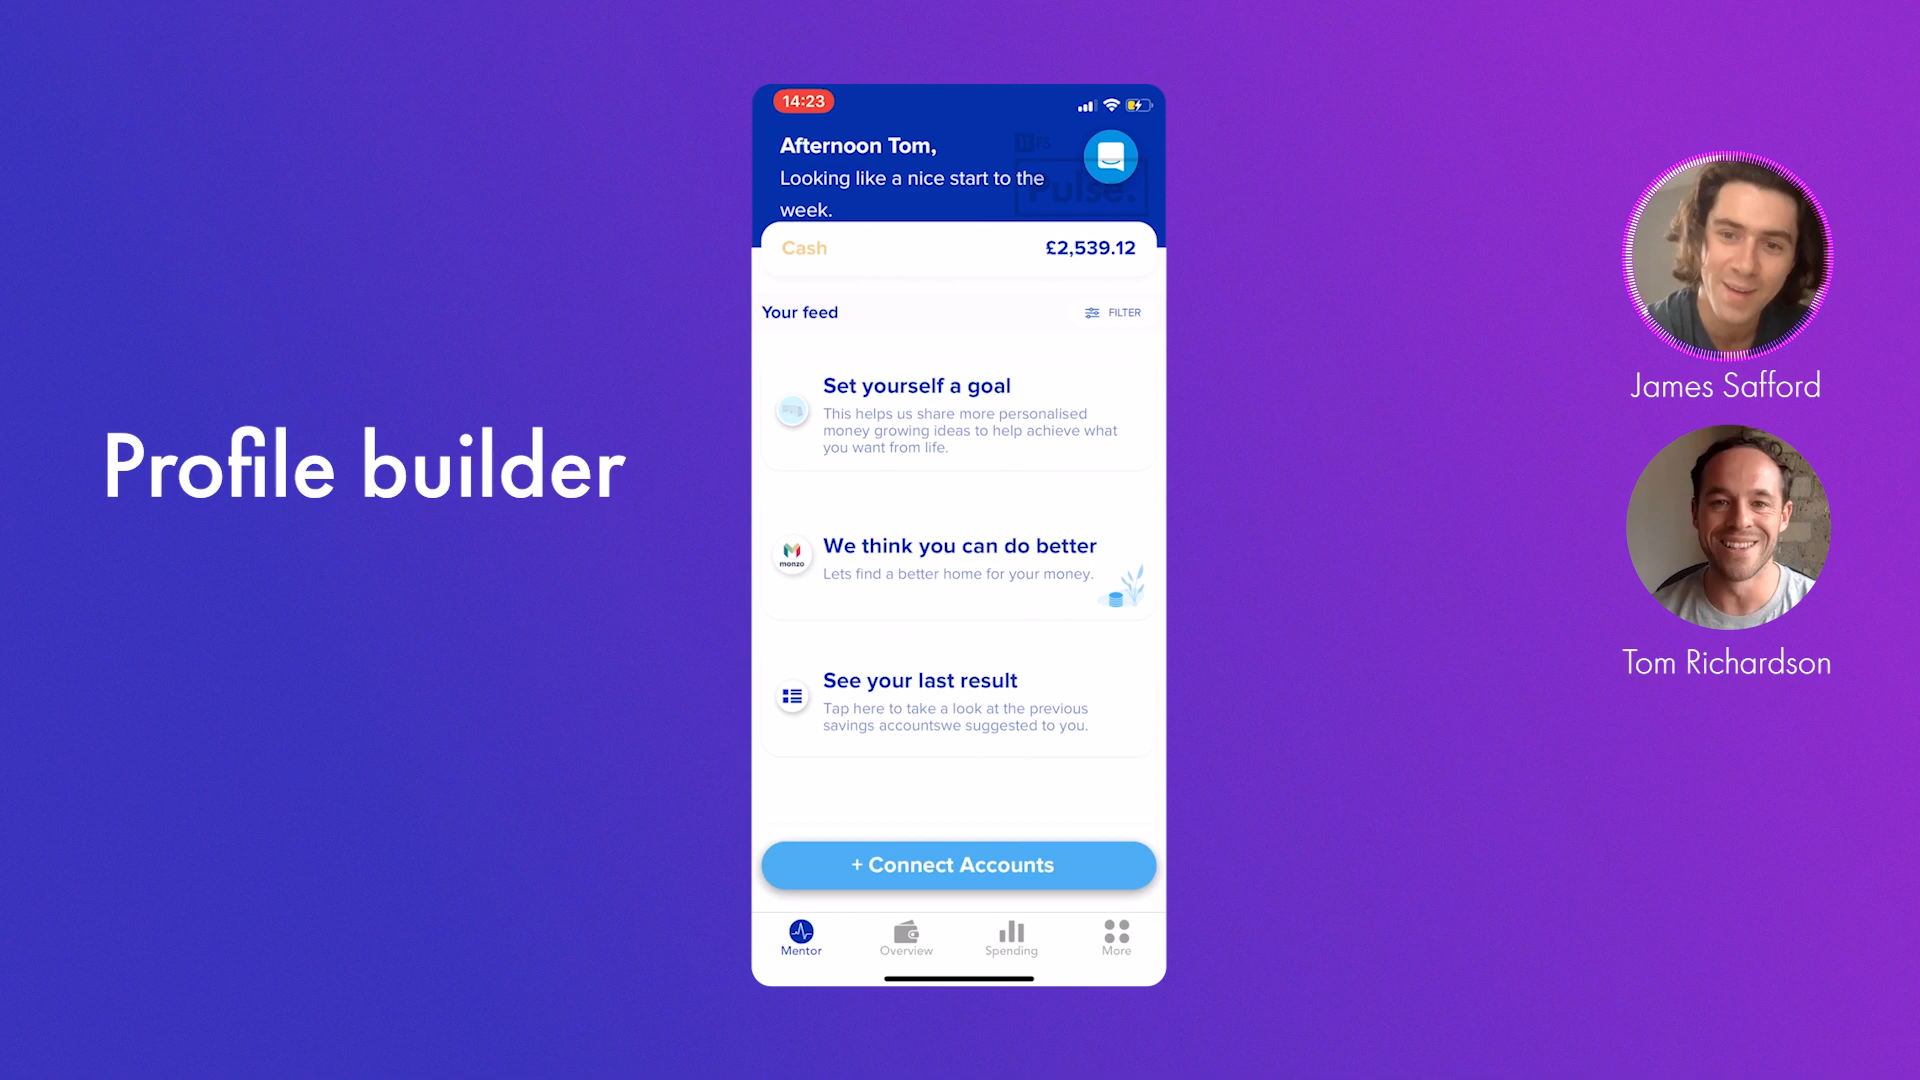 Profile builder
14:23
Afternoon Tom,
Looking like a nice start to the
week.
11:FS
Pulse.
Cash
£2,539.12
Your feed
FILTER
Set yourself a goal
This helps us share more personalised
money growing ideas to help achieve what
you want from life.
We think you can do better
monzo
Lets find a better home for your money.
See your last result
Tap here to take a look at the previous
savings accountswe suggested to you.
+ Connect Accounts
Mentor
Overview
Spending
More
James Safford
Tom Richardson